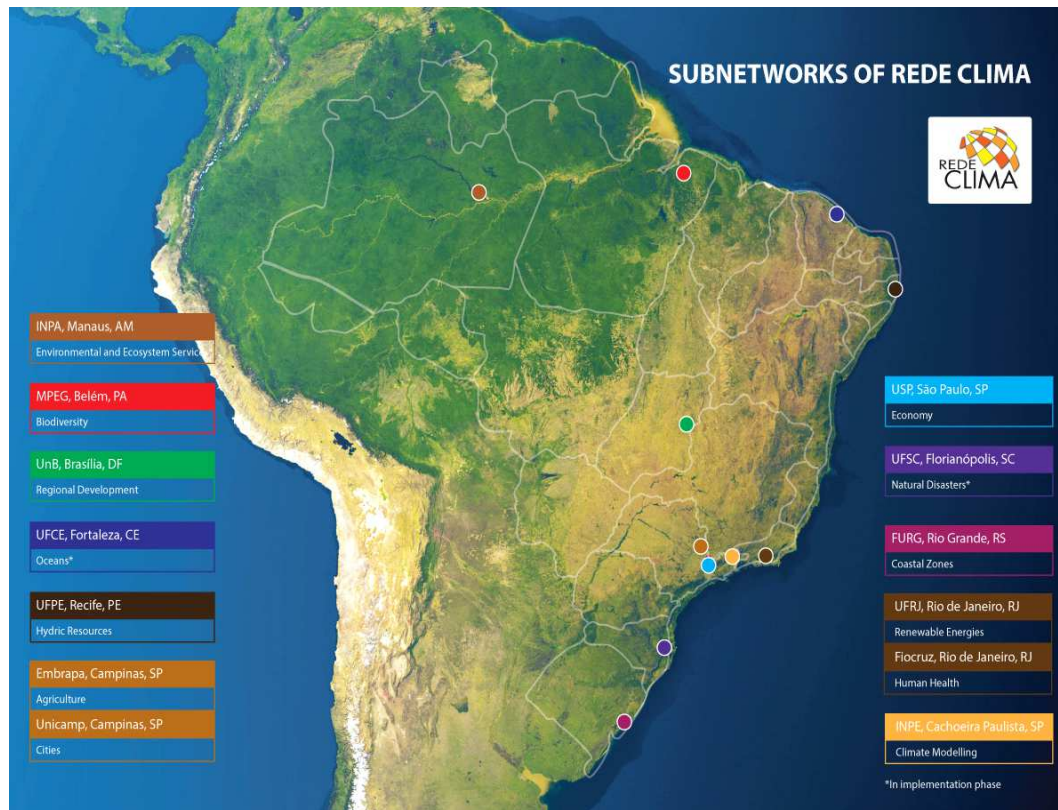 SUBNETWORKS OF REDE CLIMA
REDE
CLIMA
INPA, Manaus, AM
Environmental and Ecosystem Service
MPEG, Belém, PA
Biodiversity
UnB, Brasília, DF
Regional Development
UFCE, Fortaleza, CE
Oceans*
UFPE, Recife, PE
Hydric Resources
Embrapa, Campinas, SP
Agriculture
Unicamp, Campinas, SP
Cities
USP, São Paulo, SP
Economy
UFSC, Florianópolis, SC
Natural Disasters*
FURG, Rio Grande, RS
Coastal Zones
UFRJ, Rio de Janeiro, RJ
Renewable Energies
Fiocruz, Rio de Janeiro, RJ
Human Health
INPE, Cachoeira Paulista, SP
Climate Modelling
*In implementation phase